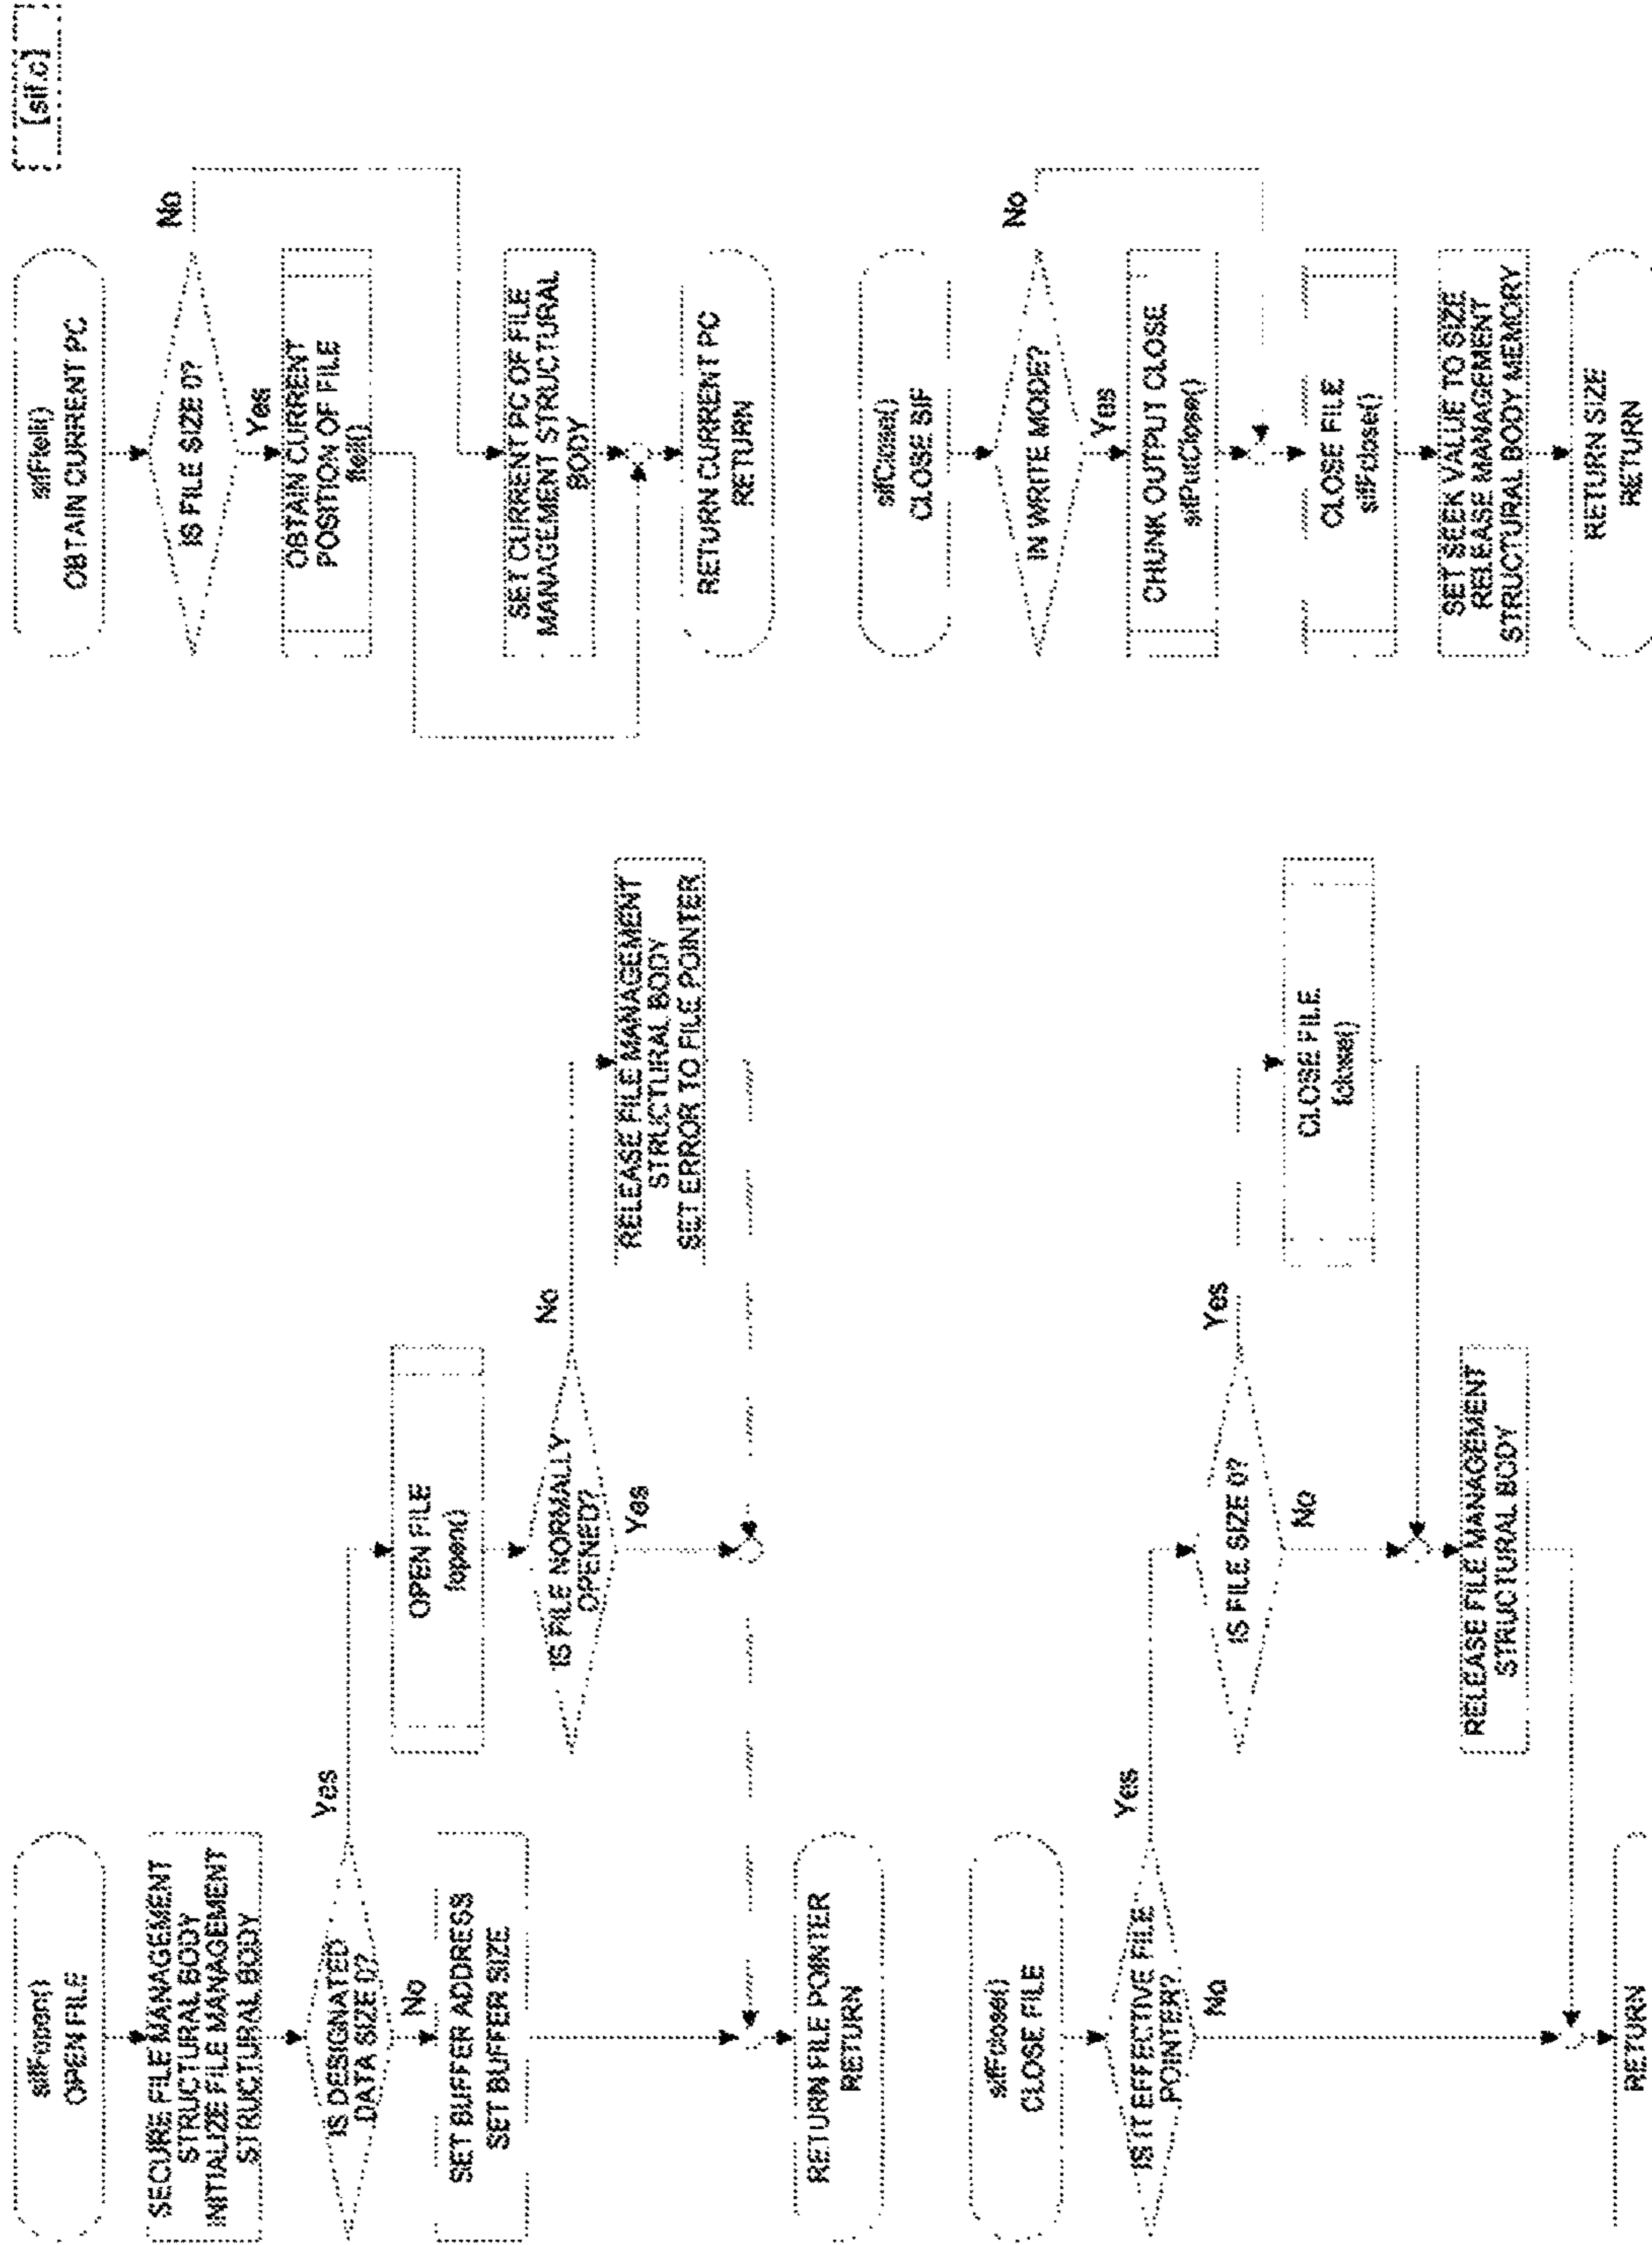 [sif.c]
sifFopen()
OPEN FILE
SECURE FILE MANAGEMENT
STRUCTURAL BODY
INITIALIZE FILE MANAGEMENT
STRUCTURAL BODY
IS DESIGNATED
DATA SIZE 0?
Yes
No
SET BUFFER ADDRESS
SET BUFFER SIZE
OPEN FILE
fopen()
IS FILE NORMALLY
OPENED?
No
Yes
RELEASE FILE MANAGEMENT
STRUCTURAL BODY
SET ERROR TO FILE POINTER
RETURN FILE POINTER
RETURN
sifFtell()
OBTAIN CURRENT PC
IS FILE SIZE 0?
No
Yes
OBTAIN CURRENT
POSITION OF FILE
ftell()
SET CURRENT PC OF FILE
MANAGEMENT STRUCTURAL
BODY
RETURN CURRENT PC
RETURN
sifFclose()
CLOSE FILE
IS IT EFFECTIVE FILE
POINTER?
Yes
No
IS FILE SIZE 0?
Yes
No
CLOSE FILE
fclose()
RELEASE FILE MANAGEMENT
STRUCTURAL BODY
RETURN
sifClose()
CLOSE SIF
IN WRITE MODE?
No
Yes
CHUNK OUTPUT CLOSE
sifPutClose()
CLOSE FILE
sifFclose()
SET SEEK VALUE TO SIZE
RELEASE MANAGEMENT
STRUCTURAL BODY MEMORY
RETURN SIZE
RETURN